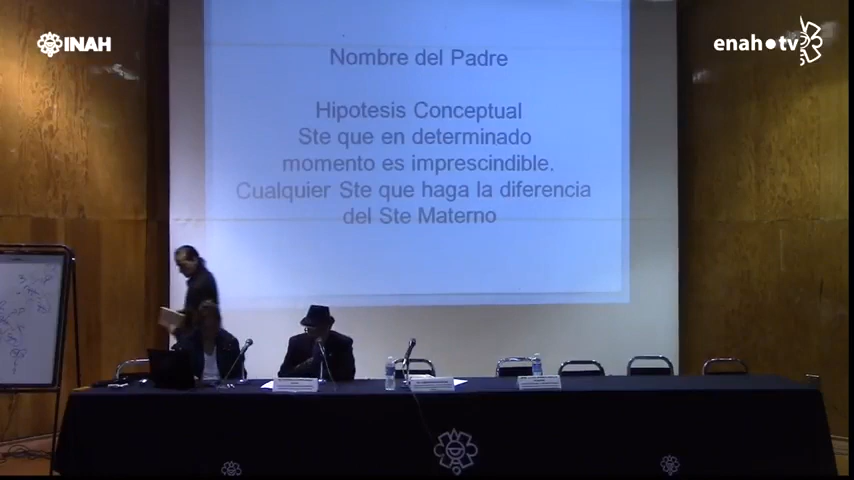 INAH
enah tv
Nombre del Padre
Hipotesis Conceptual
Ste que en determinado
momento es imprescindible.
Cualquier Ste que haga la diferencia
del Ste Materno